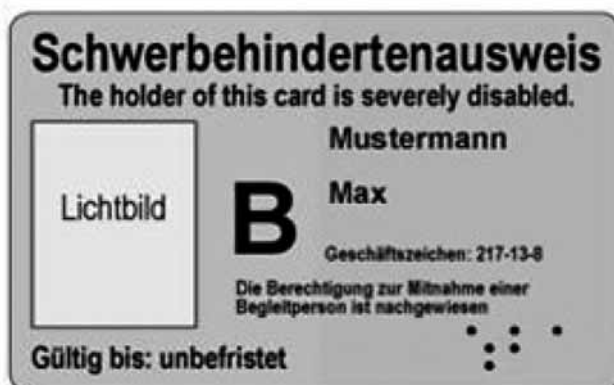 Schwerbehindertenausweis
The holder of this card is severely disabled.
Mustermann
Max
Lichtbild
B
Geschäftszeichen: 217-13-8
Die Berechtigung zur Mitnahme einer
Begleitperson ist nachgewiesen
Gültig bis: unbefristet